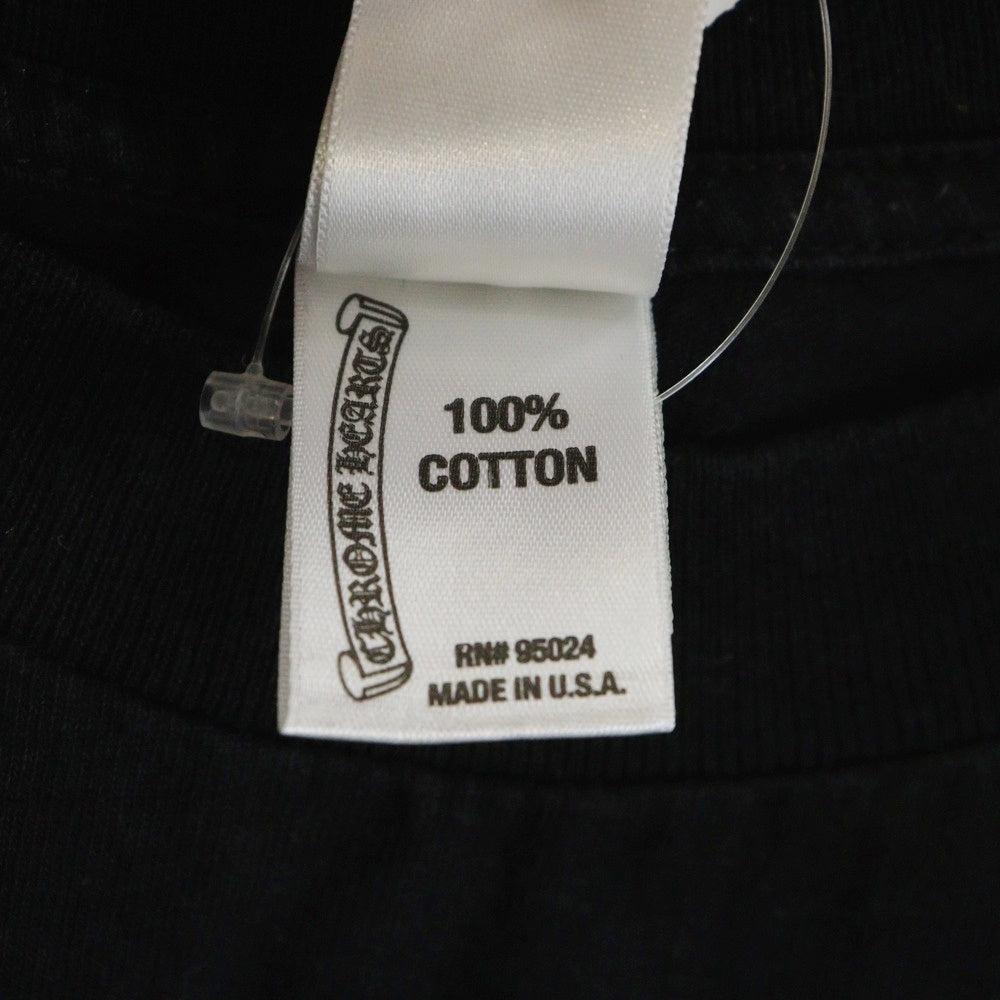 CHROME HEARTS
100%
COTTON
RN# 95024
MADE IN U.S.A.